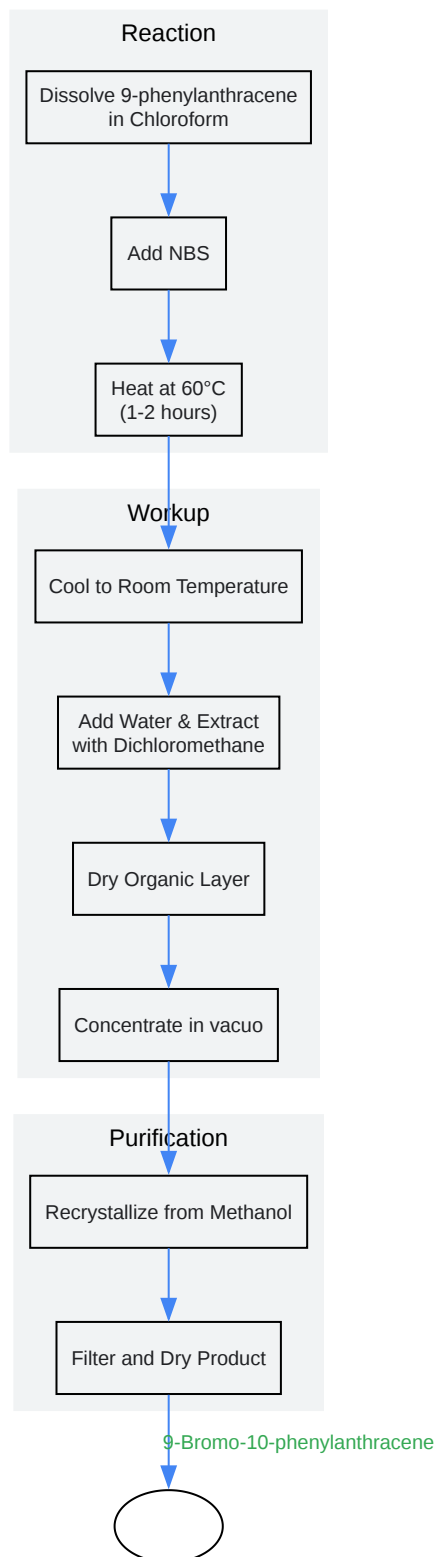 Reaction
Dissolve 9-phenylanthracene
in Chloroform
Add NBS
Heat at 60°C
(1-2 hours)
Workup
Cool to Room Temperature
Add Water & Extract
with Dichloromethane
Dry Organic Layer
Concentrate in vacuo
Purification
Recrystallize from Methanol
Filter and Dry Product
9-Bromo-10-phenylanthracene